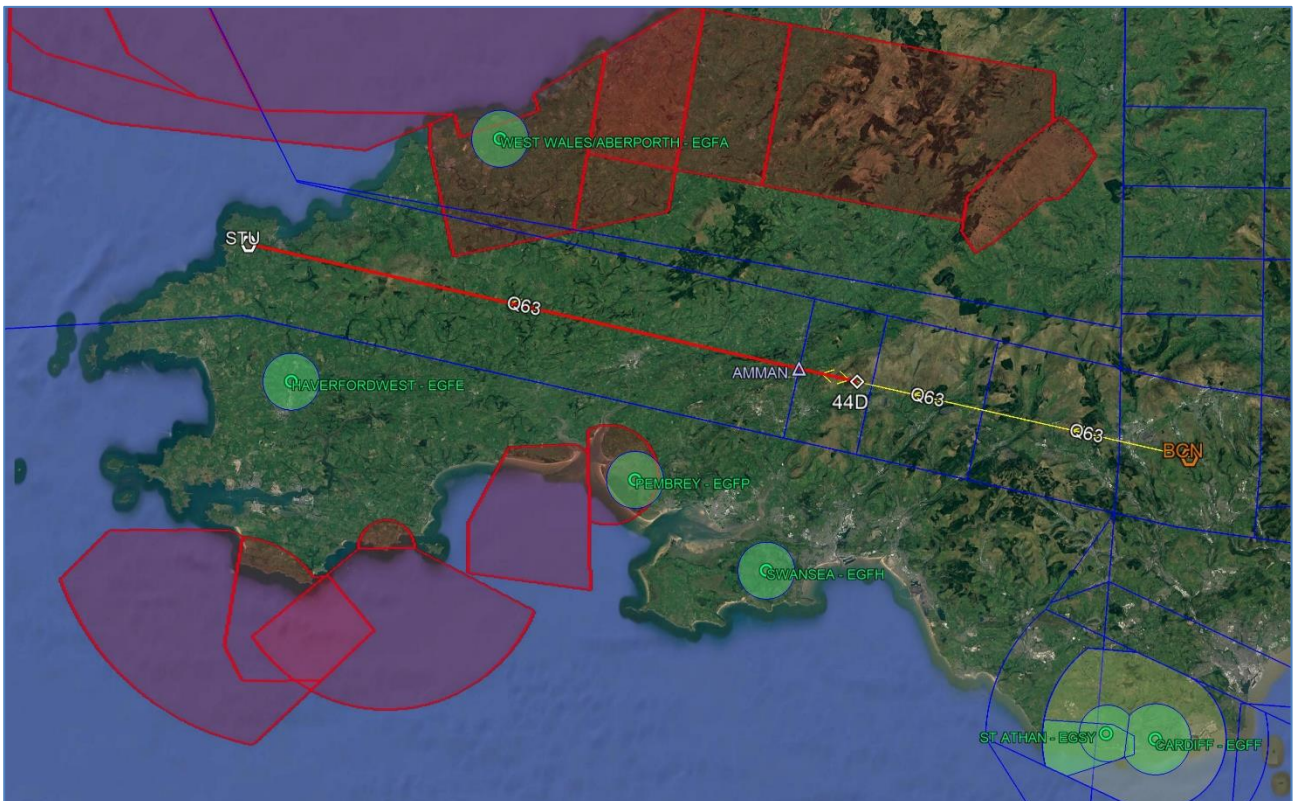 WEST WALES/ABERPORTH - EGFA
STU
Q63
AMMAN
HAVERFORDWEST - EGFE
44D
Q63
Q63
BCN
PEMBREY - EGFP
SWANSEA - EGFH
ST ATHAN - EGSY
CARDIFF - EGFF